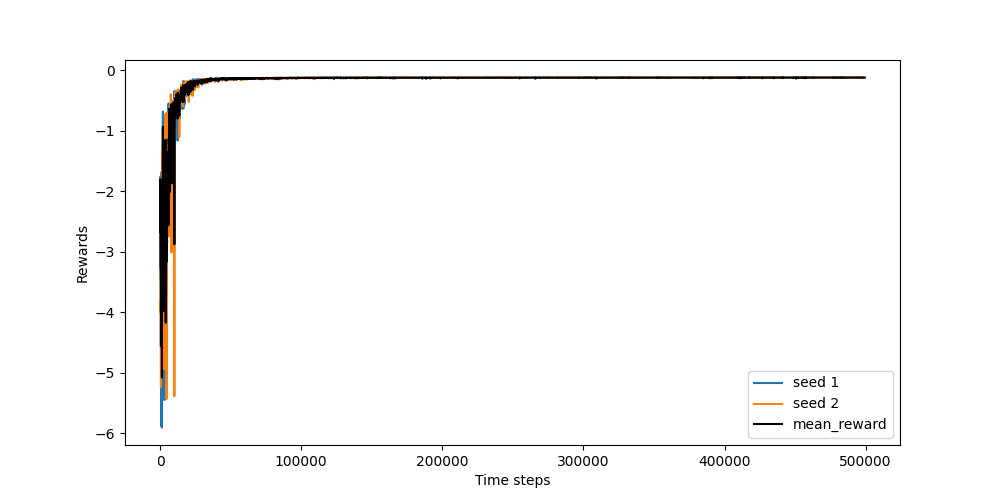 0
−1
−2
−3
−4
−5
−6
Rewards
0
100000
200000
300000
400000
500000
Time steps
seed 1
seed 2
mean_reward